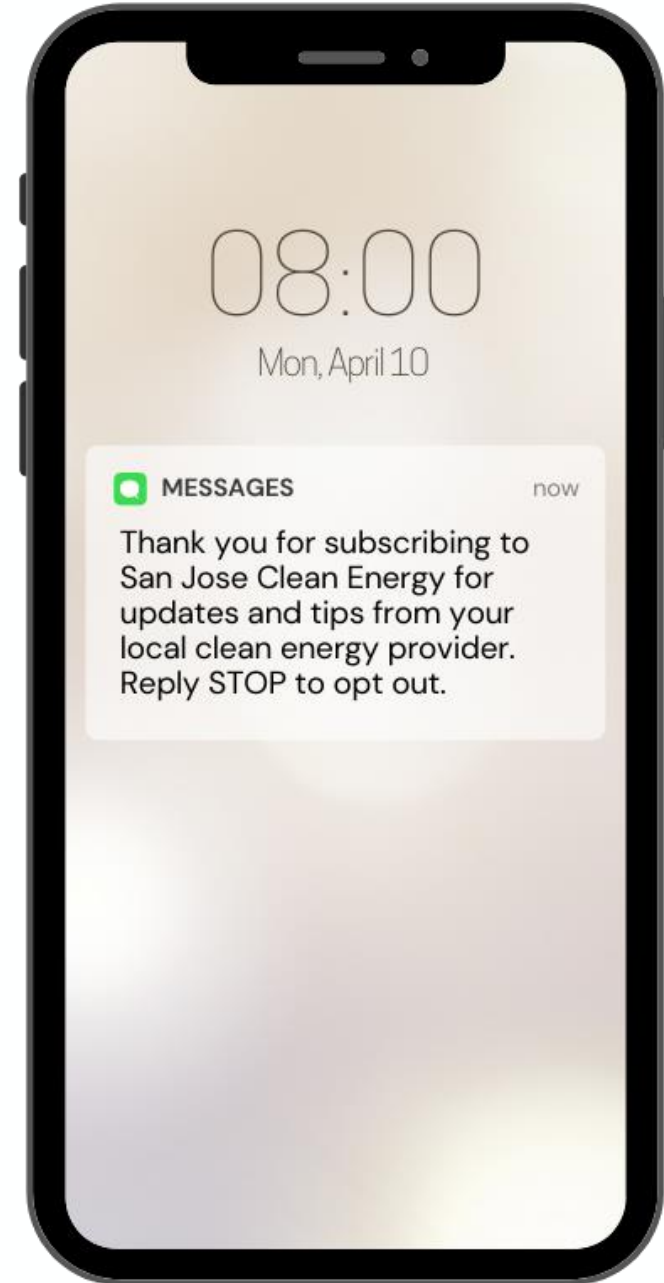 08:00
Mon, April 10
MESSAGES
now
Thank you for subscribing to
San Jose Clean Energy for
updates and tips from your
local clean energy provider.
Reply STOP to opt out.